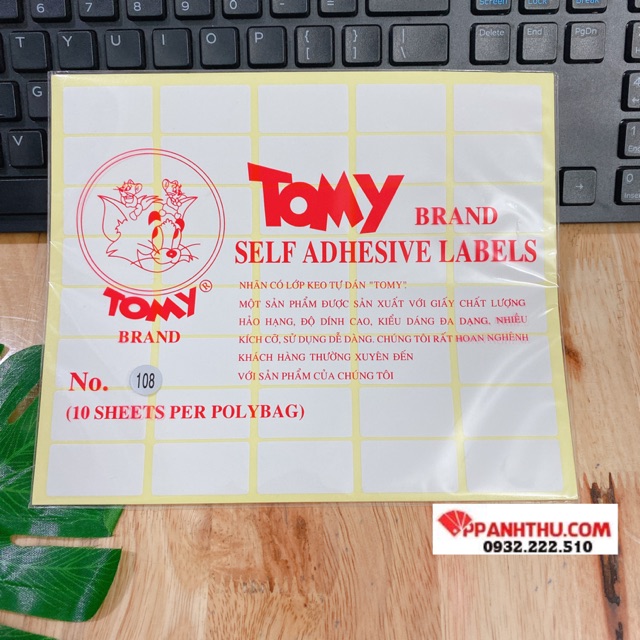 T Y U I O P
G H J K L
Delete End PgDn
TOMY BRAND
SELF ADHESIVE LABELS
NHÃN CÓ LỚP KEO TỰ DÁN "TOMY".
MỘT SẢN PHẨM ĐƯỢC SẢN XUẤT VỚI GIẤY CHẤT LƯỢNG
HẢO HẠNG, ĐỘ DÍNH CAO, KIỂU DÁNG ĐA DẠNG, NHIỀU
KÍCH CỠ, SỬ DỤNG DỄ DÀNG. CHÚNG TÔI RẤT HOAN NGHÊNH
KHÁCH HÀNG THƯỜNG XUYÊN ĐẾN
VỚI SẢN PHẨM CỦA CHÚNG TÔI
TOMY®
BRAND
No. 108
(10 SHEETS PER POLYBAG)
VPPANHTHU.COM
0932.222.510